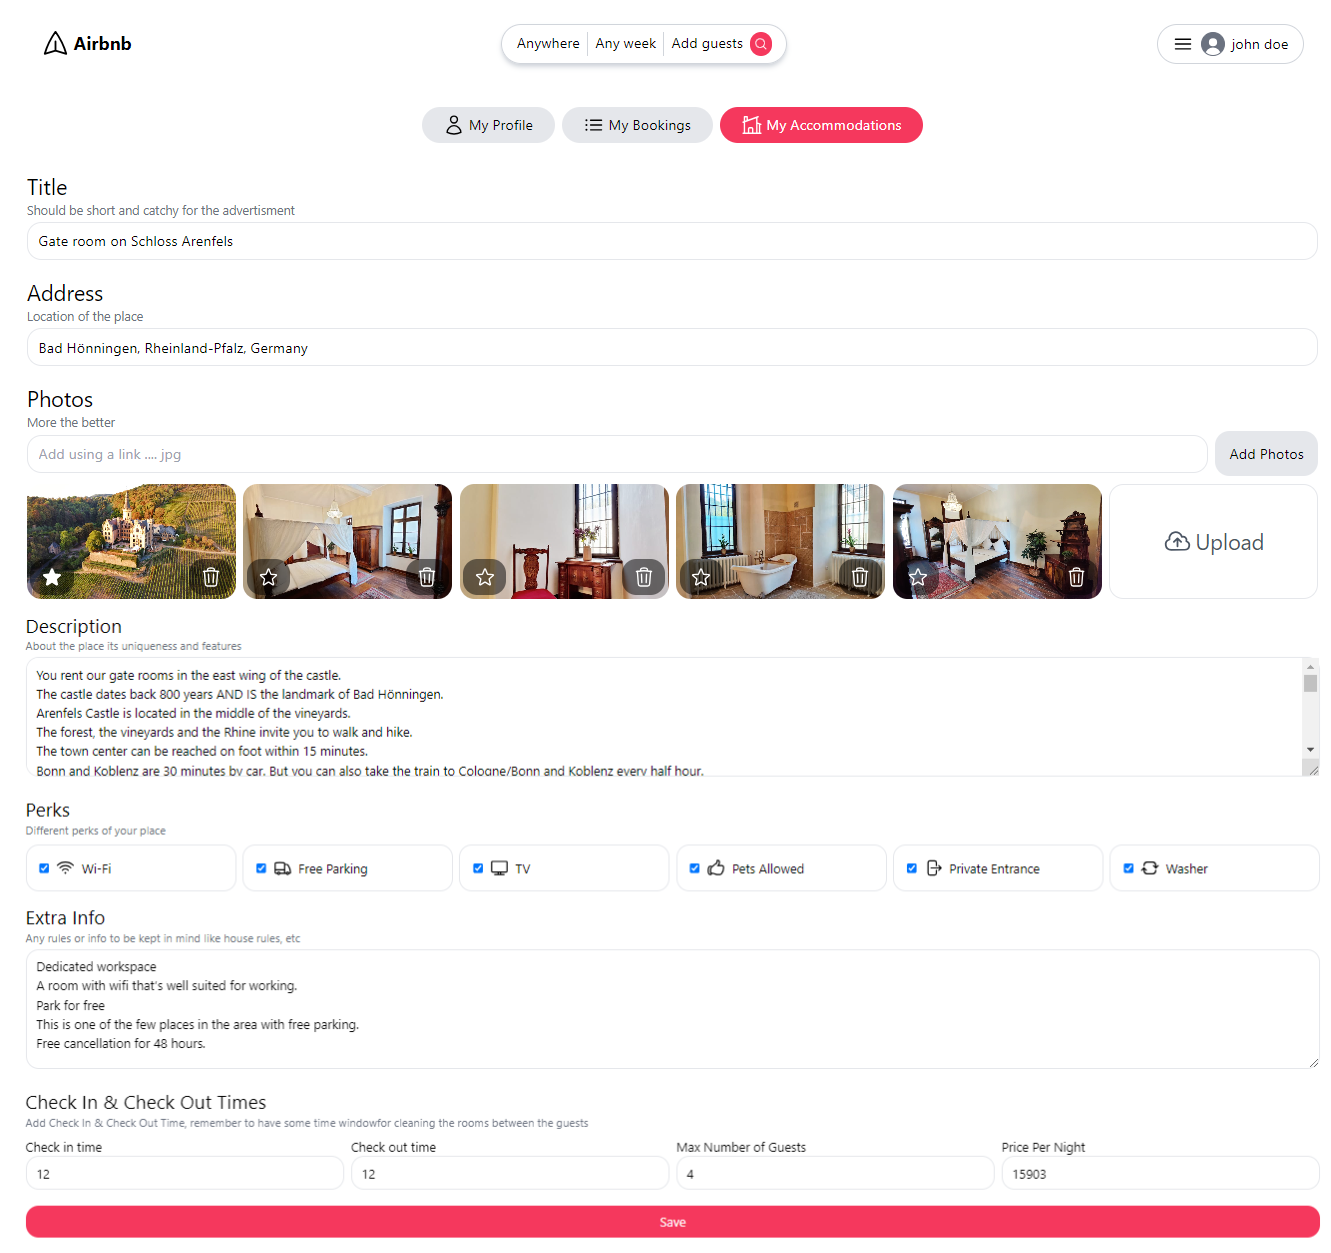 Airbnb
Anywhere Any week Add guests
john doe
My Profile
My Bookings
My Accommodations
Title
Should be short and catchy for the advertisment
Gate room on Schloss Arenfels
Address
Location of the place
Bad Hönningen, Rheinland-Pfalz, Germany
Photos
More the better
Add using a link .... jpg
Add Photos
Upload
Description
About the place its uniqueness and features
You rent our gate rooms in the east wing of the castle.
The castle dates back 800 years AND IS the landmark of Bad Hönningen.
Arenfels Castle is located in the middle of the vineyards.
The forest, the vineyards and the Rhine invite you to walk and hike.
The town center can be reached on foot within 15 minutes.
Bonn and Koblenz are 30 minutes by car. But you can also take the train to Cologne/Bonn and Koblenz every half hour.
Perks
Different perks of your place
Wi-Fi
Free Parking
TV
Pets Allowed
Private Entrance
Washer
Extra Info
Any rules or info to be kept in mind like house rules, etc
Dedicated workspace
A room with wifi that's well suited for working.
Park for free
This is one of the few places in the area with free parking.
Free cancellation for 48 hours.
Check In & Check Out Times
Add Check In & Check Out Time, remember to have some time windowfor cleaning the rooms between the guests
Check in time
12
Check out time
12
Max Number of Guests
4
Price Per Night
15903
Save